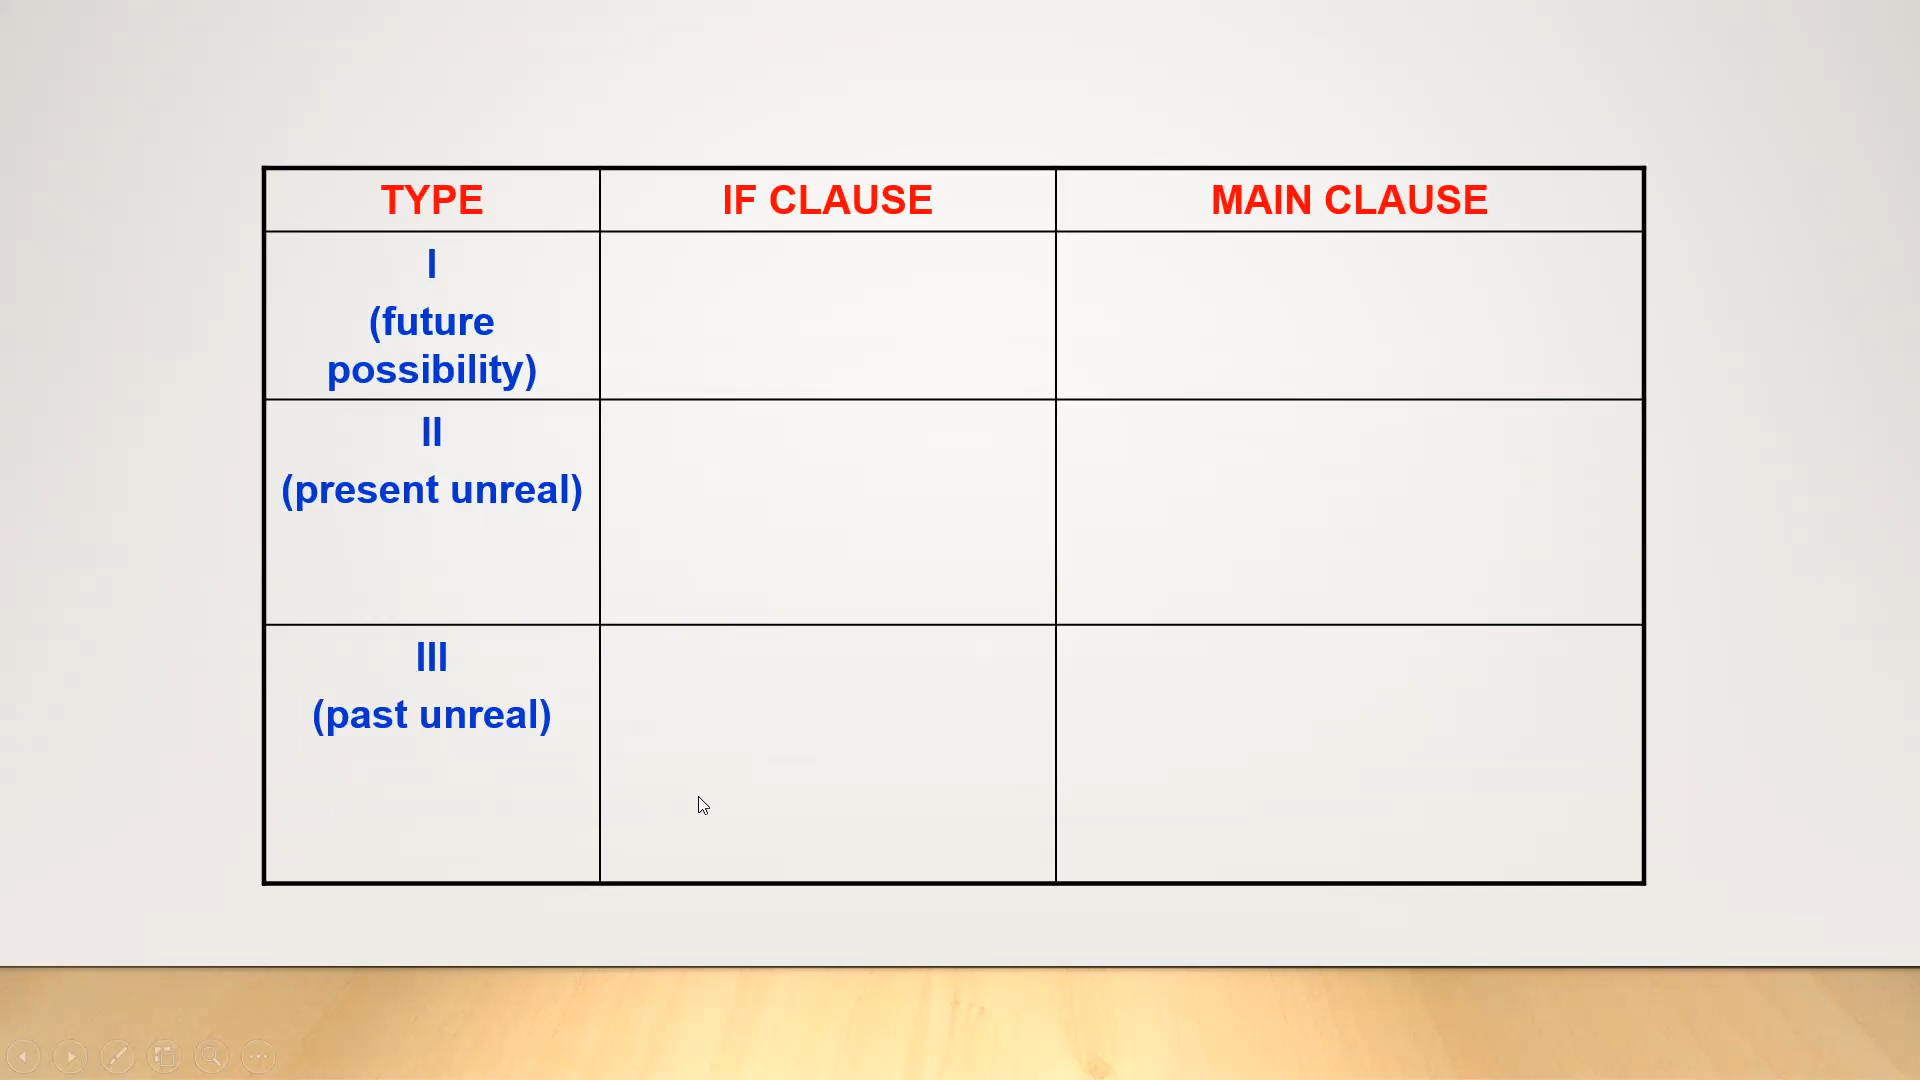 TYPE IF CLAUSE MAIN CLAUSE
I
(future
possibility)
II
(present unreal)
III
(past unreal)